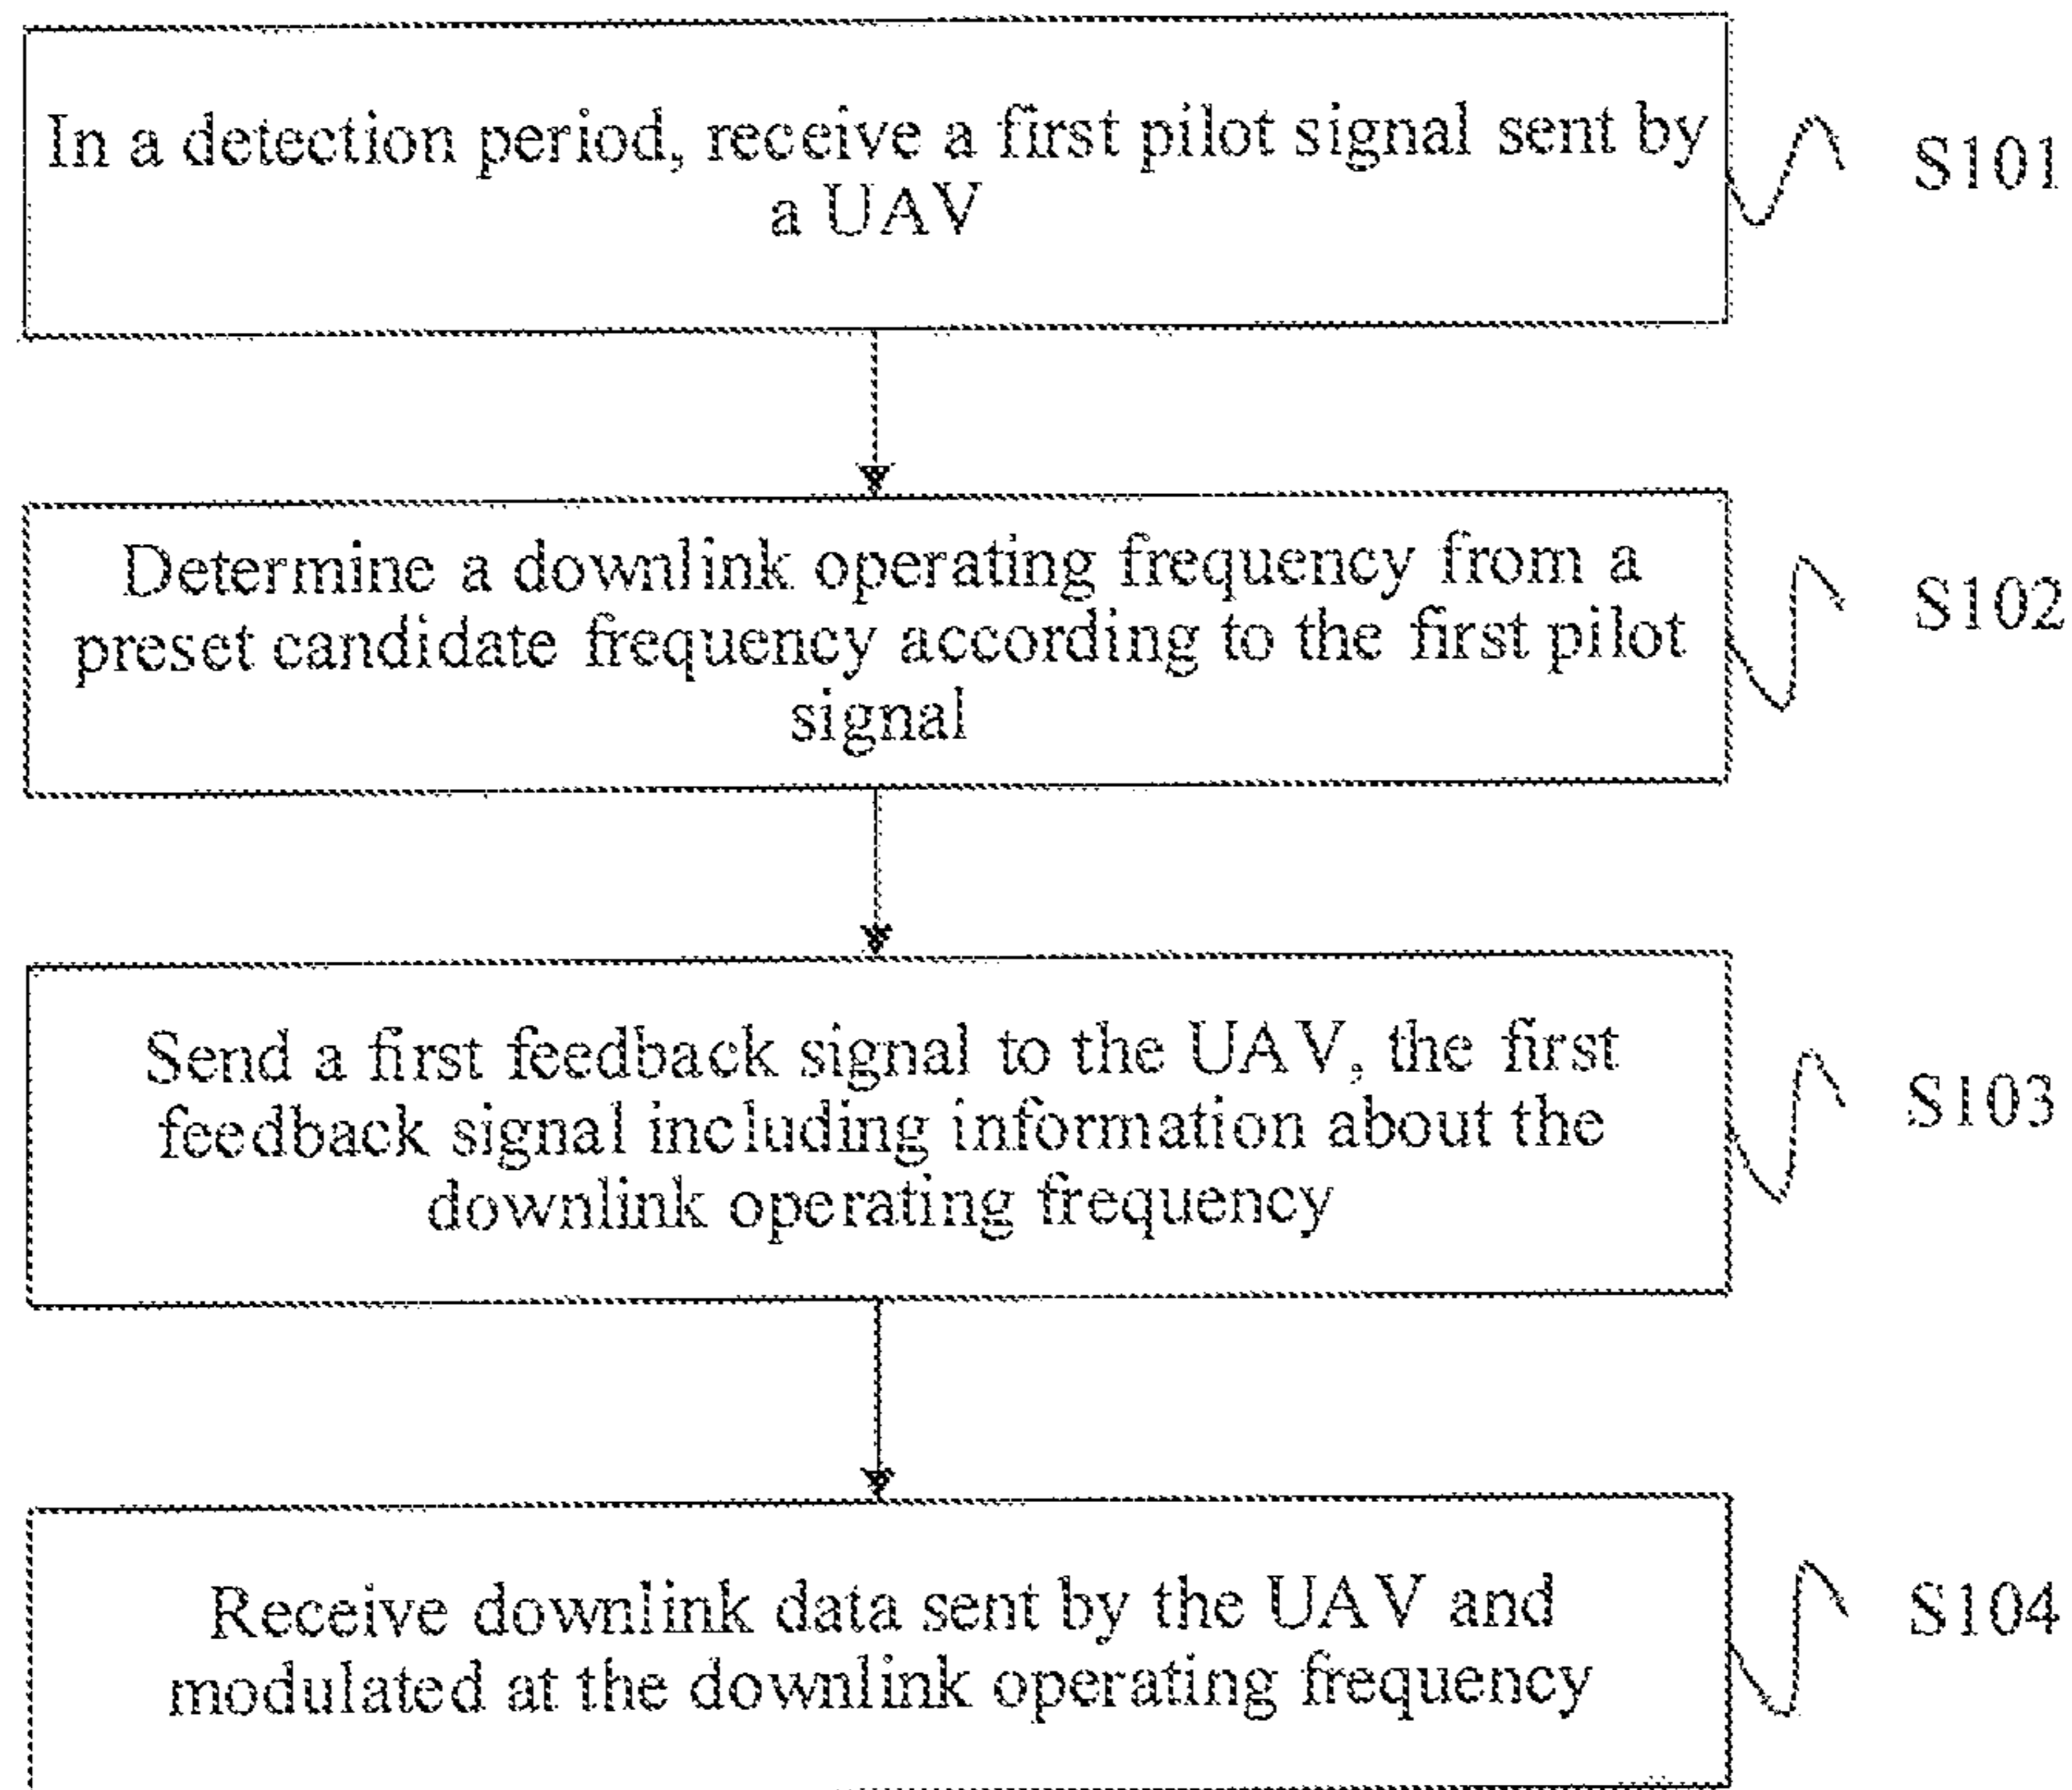 In a detection period, receive a first pilot signal sent by
a UAV
S101
Determine a downlink operating frequency from a
preset candidate frequency according to the first pilot
signal
S102
Send a first feedback signal to the UAV, the first
feedback signal including information about the
downlink operating frequency
S103
Receive downlink data sent by the UAV and
modulated at the downlink operating frequency
S104